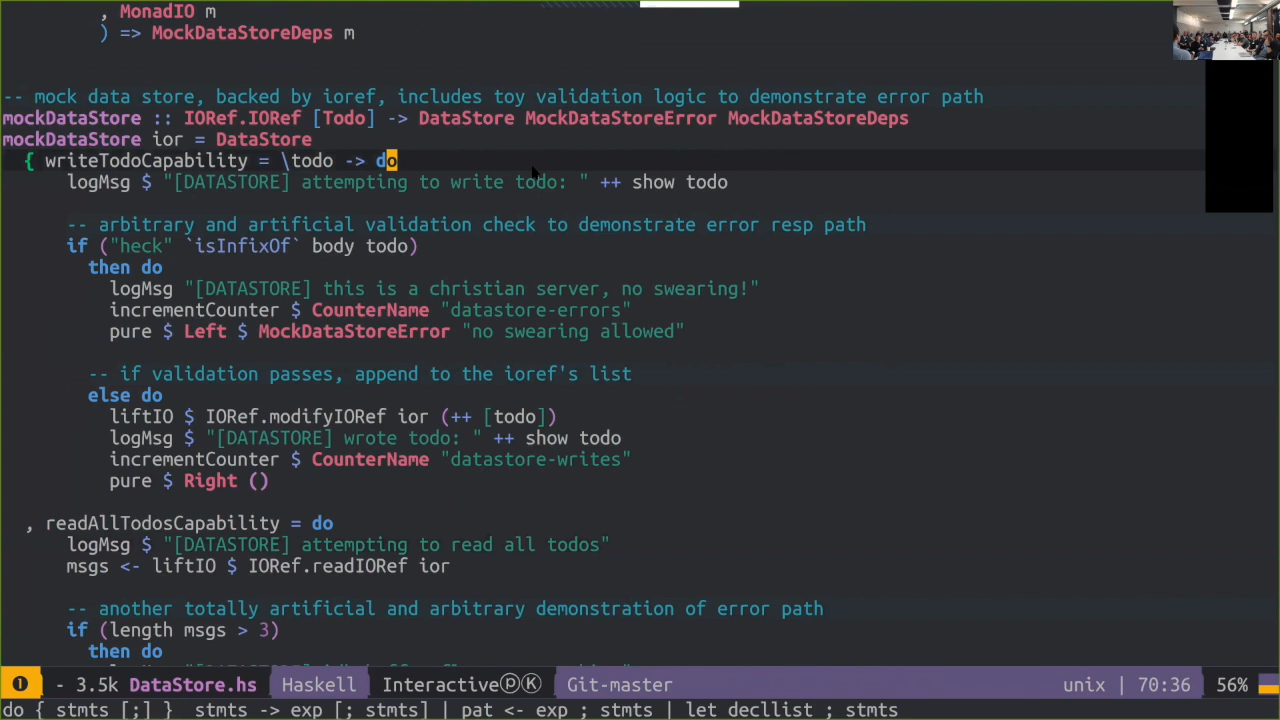 , MonadIO m
) => MockDataStoreDeps m
-- mock data store, backed by ioref, includes toy validation logic to demonstrate error path
mockDataStore :: IORef.IORef [Todo] -> DataStore MockDataStoreError MockDataStoreDeps
mockDataStore ior = DataStore
{ writeTodoCapability = \todo -> do
logMsg $ "[DATASTORE] attempting to write todo: " ++ show todo
-- arbitrary and artificial validation check to demonstrate error resp path
if ("heck" `isInfixOf` body todo)
then do
logMsg "[DATASTORE] this is a christian server, no swearing!"
incrementCounter $ CounterName "datastore-errors"
pure $ Left $ MockDataStoreError "no swearing allowed"
-- if validation passes, append to the ioref's list
else do
liftIO $ IORef.modifyIORef ior (++ [todo])
logMsg $ "[DATASTORE] wrote todo: " ++ show todo
incrementCounter $ CounterName "datastore-writes"
pure $ Right ()
, readAllTodosCapability = do
logMsg $ "[DATASTORE] attempting to read all todos"
msgs <- liftIO $ IORef.readIORef ior
-- another totally artificial and arbitrary demonstration of error path
if (length msgs > 3)
then do
❶ - 3.5k DataStore.hs Haskell InteractiveⓟⓀ Git-master unix | 70:36 56%
do { stmts [;] } stmts -> exp [; stmts] | pat <- exp ; stmts | let decllist ; stmts